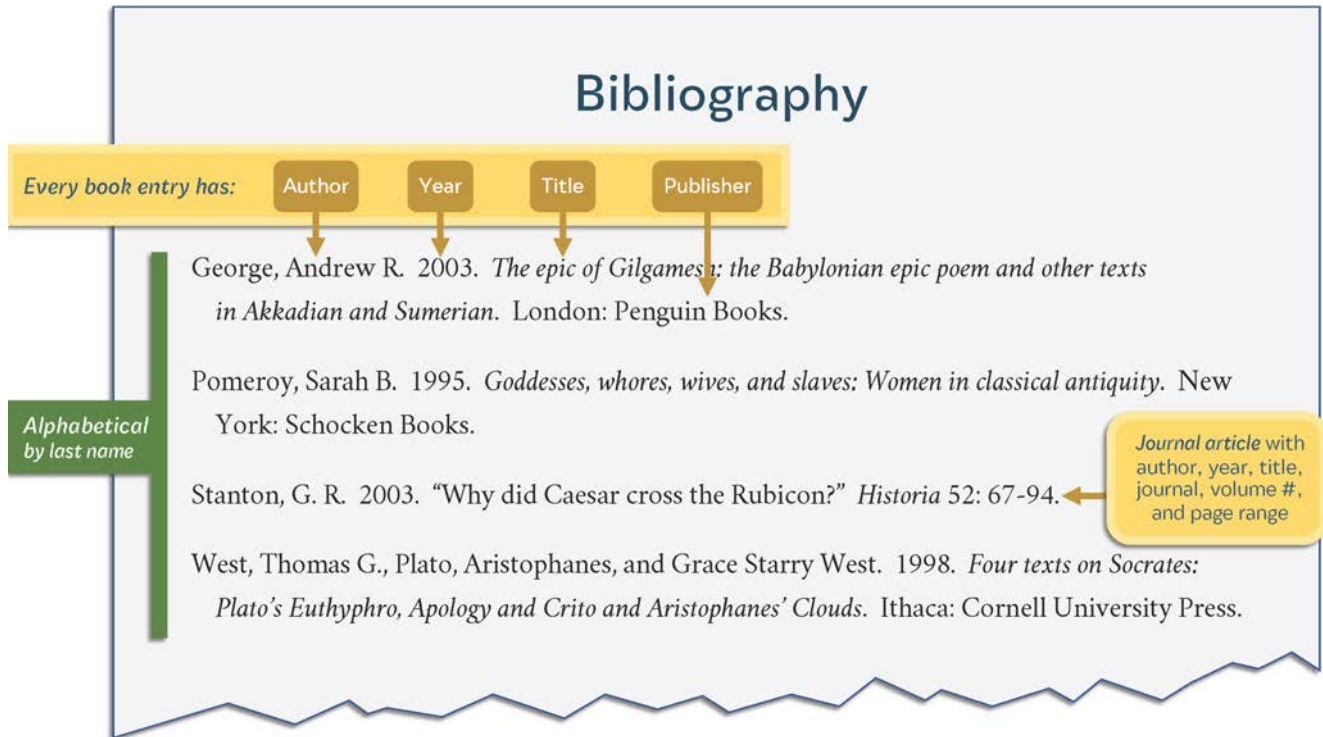 Bibliography
Every book entry has:
Author
Year
Title
Publisher
George, Andrew R. 2003. The epic of Gilgamesh: the Babylonian epic poem and other texts
in Akkadian and Sumerian. London: Penguin Books.
Pomeroy, Sarah B. 1995. Goddesses, whores, wives, and slaves: Women in classical antiquity. New
York: Schocken Books.
Alphabetical
by last name
Stanton, G. R. 2003. “Why did Caesar cross the Rubicon?” Historia 52: 67-94.
Journal article with
author, year, title,
journal, volume #,
and page range
West, Thomas G., Plato, Aristophanes, and Grace Starry West. 1998. Four texts on Socrates:
Plato’s Euthyphro, Apology and Crito and Aristophanes’ Clouds. Ithaca: Cornell University Press.